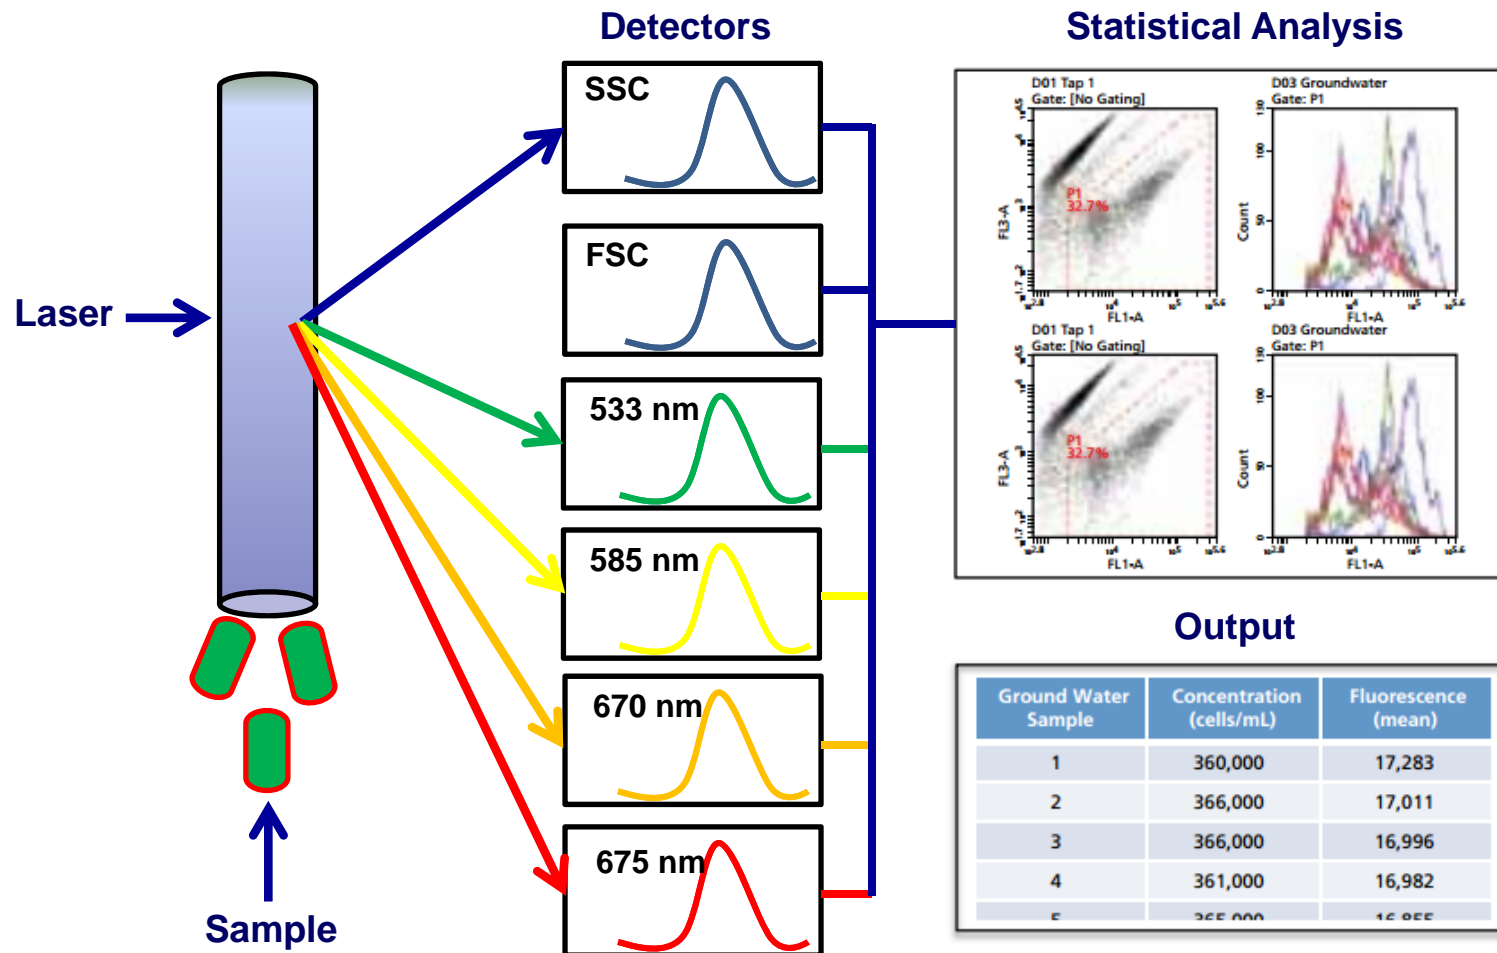 Detectors
Statistical Analysis
Laser
Sample
SSC
FSC
533 nm
585 nm
670 nm
675 nm
D01 Tap 1
Gate: [No Gating]
P1
32.7%
FL3-A
FL1-A
D03 Groundwater
Gate: P1
Count
FL1-A
D01 Tap 1
Gate: [No Gating]
P1
32.7%
FL3-A
FL1-A
D03 Groundwater
Gate: P1
Count
FL1-A
Output
Ground Water Sample Concentration (cells/mL) Fluorescence (mean)
1 360,000 17,283
2 366,000 17,011
3 366,000 16,996
4 361,000 16,982